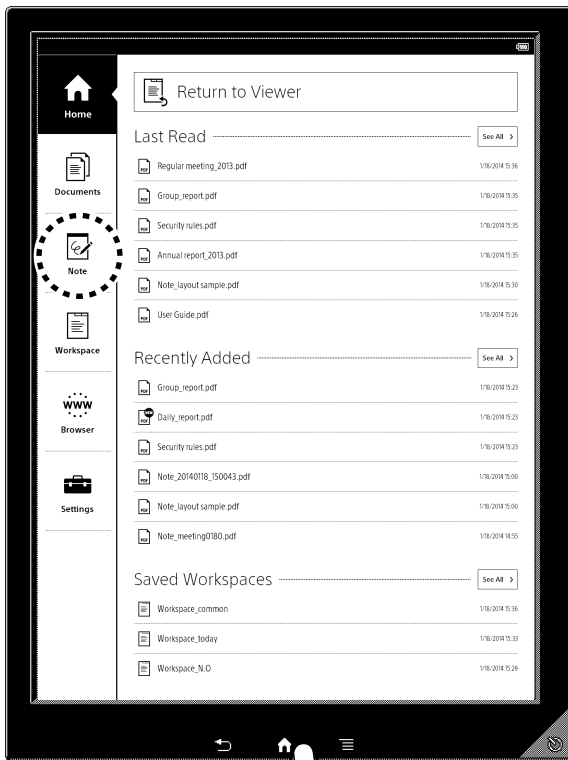 Home
Return to Viewer
Last Read
See All >
Regular meeting_2013.pdf
1/18/2014 15:36
Documents
Group_report.pdf
1/18/2014 15:35
Security rules.pdf
1/18/2014 15:35
Annual report_2013.pdf
1/18/2014 15:35
Note
Note_layout sample.pdf
1/18/2014 15:30
User Guide.pdf
1/18/2014 15:26
Workspace
Recently Added
See All >
Group_report.pdf
1/18/2014 15:23
WWW
Daily_report.pdf
1/18/2014 15:23
Browser
Security rules.pdf
1/18/2014 15:23
Note_20140118_150043.pdf
1/18/2014 15:00
Settings
Note_layout sample.pdf
1/18/2014 15:00
Note_meeting0180.pdf
1/18/2014 14:55
Saved Workspaces
See All >
Workspace_common
1/18/2014 15:36
Workspace_today
1/18/2014 15:33
Workspace_N.O
1/18/2014 15:29